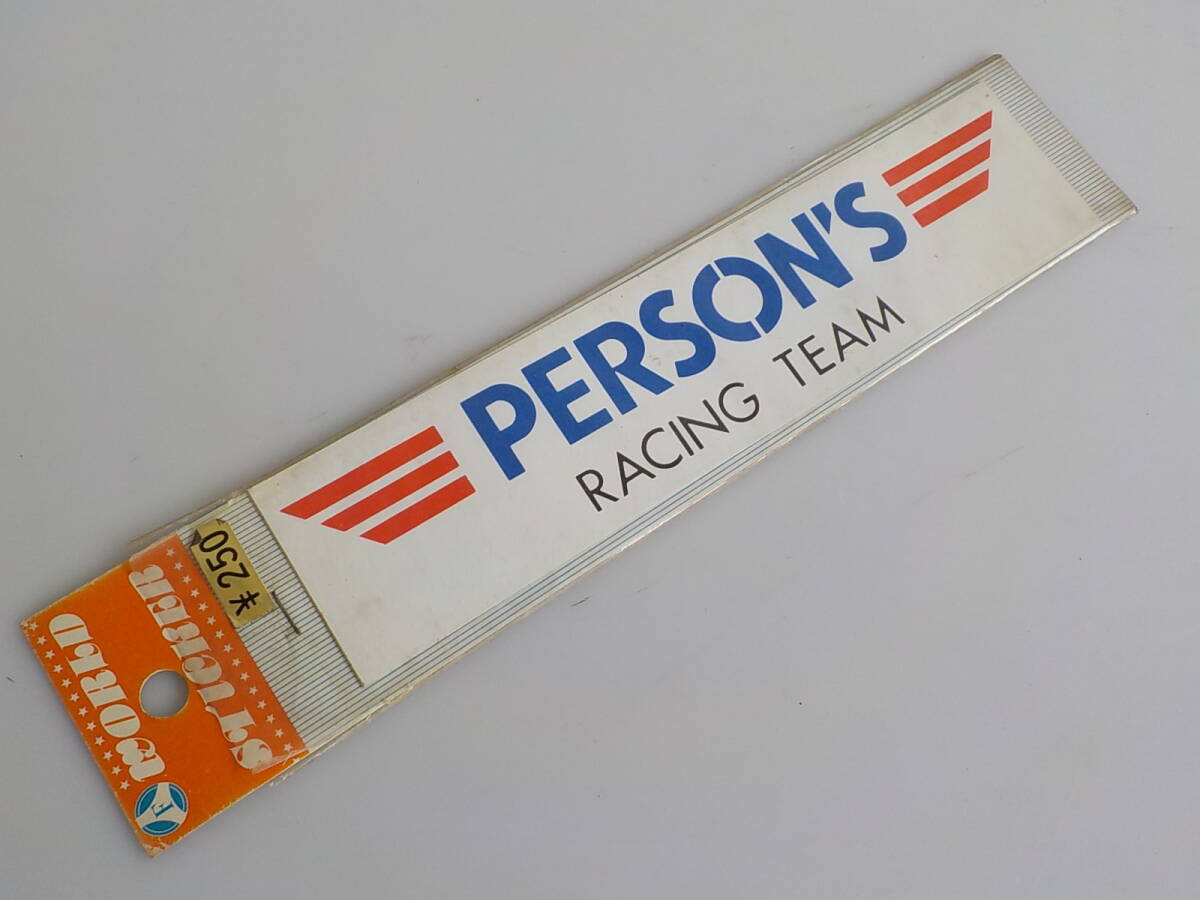 PERSON'S
RACING TEAM
¥250
WORLD
STICKER
F